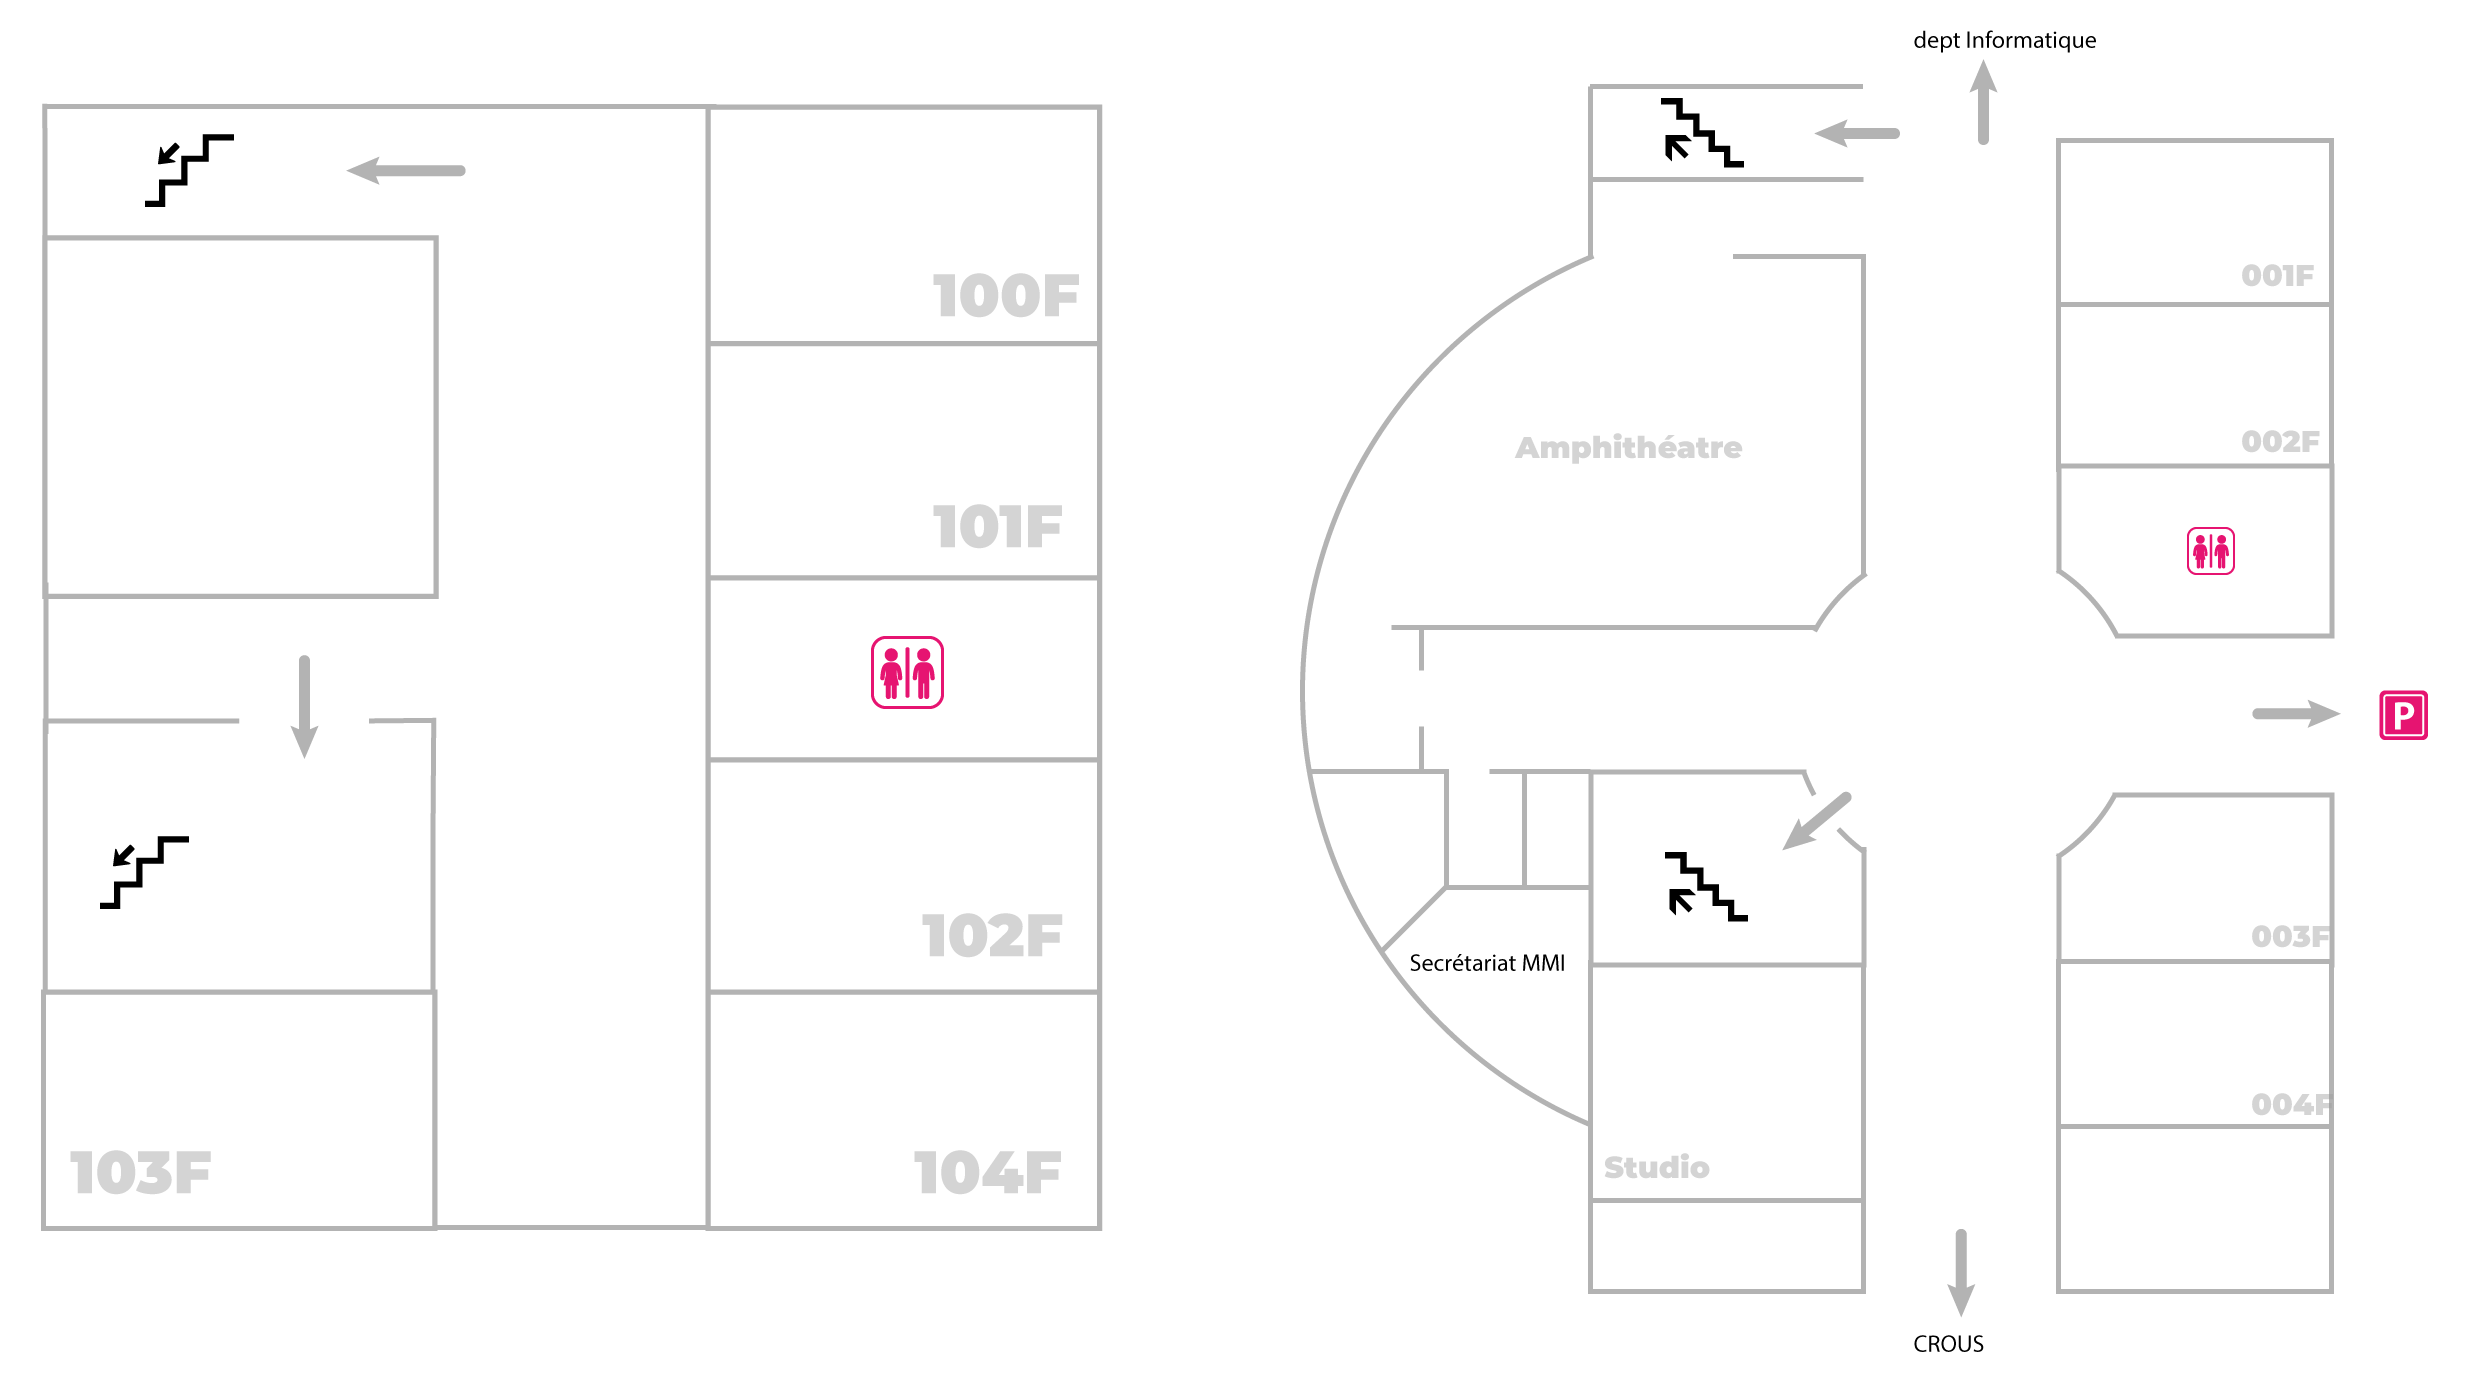 100F
101F
102F
103F
104F
dept Informatique
001F
002F
Amphithéatre
P
003F
Secrétariat MMI
004F
Studio
CROUS